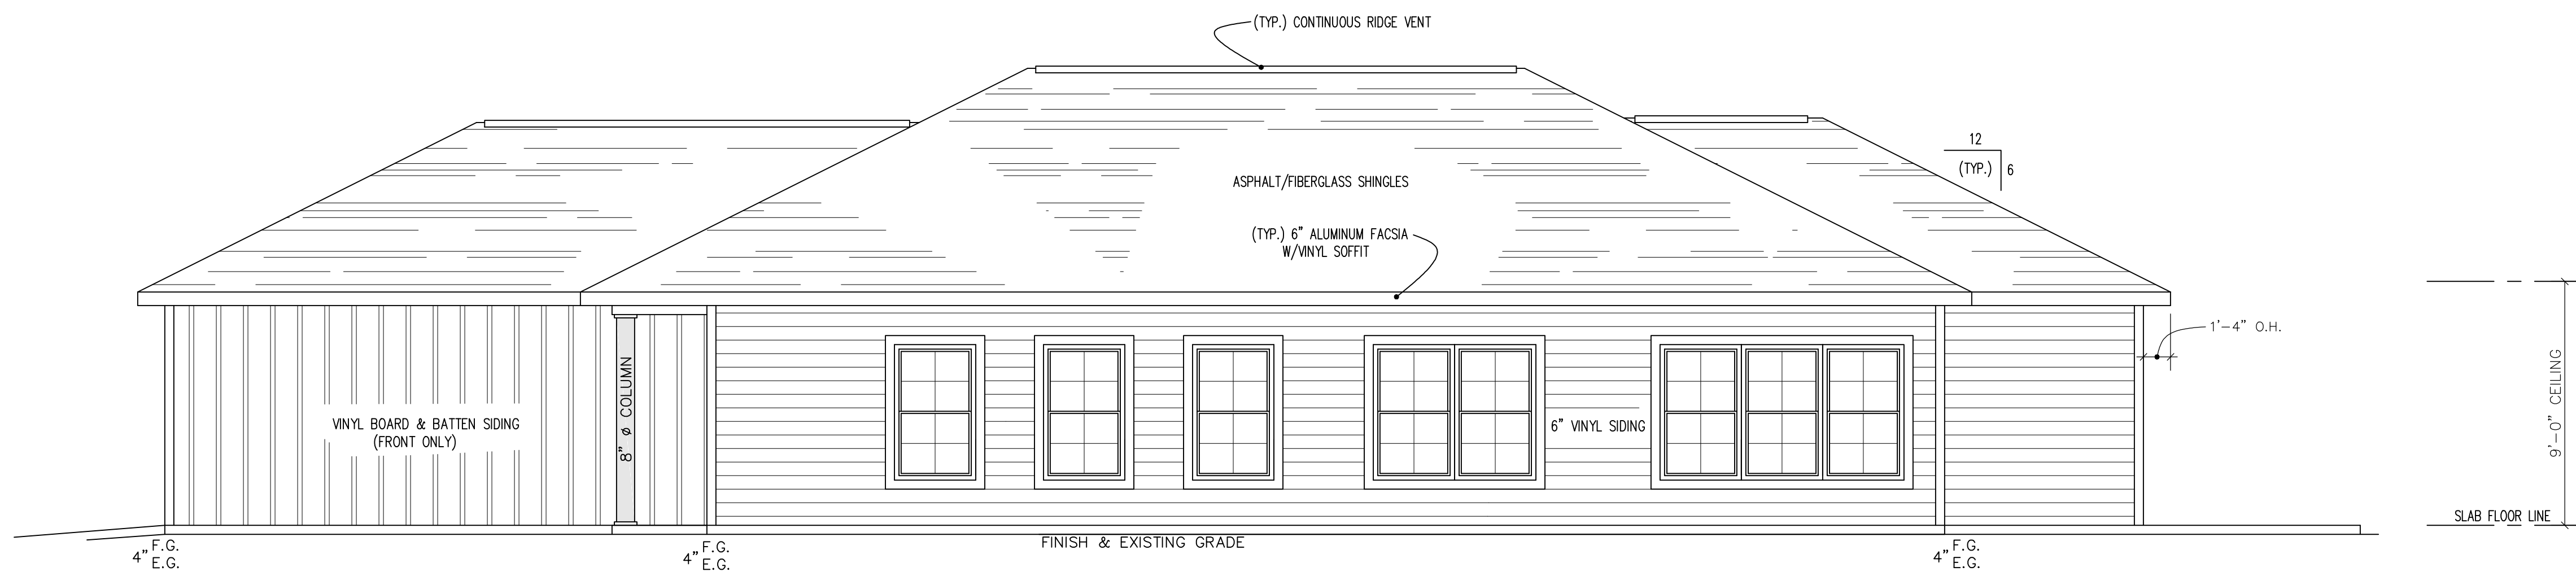 (TYP.) CONTINUOUS RIDGE VENT
12
(TYP.) 6
ASPHALT/FIBERGLASS SHINGLES
(TYP.) 6" ALUMINUM FACSIA
W/VINYL SOFFIT
1'-4" O.H.
9'-0" CEILING
8" ø COLUMN
VINYL BOARD & BATTEN SIDING
(FRONT ONLY)
6" VINYL SIDING
SLAB FLOOR LINE
FINISH & EXISTING GRADE
4" F.G.
E.G.
4" F.G.
E.G.
4" F.G.
E.G.